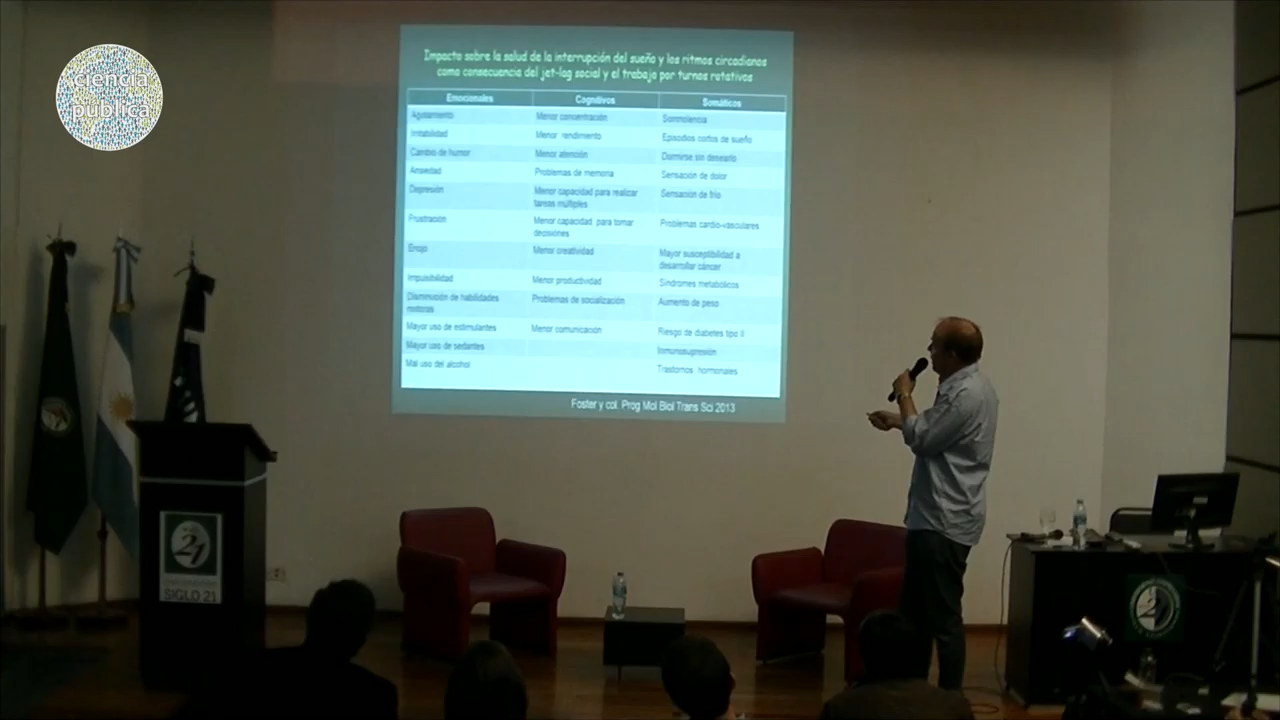 ciencia
pública
Impacto sobre la salud de la interrupción del sueño y los ritmos circadianos
como consecuencia del jet-lag social y el trabajo por turnos rotativos
Emocionales Cognitivos Somáticos
Agotamiento Menor concentración Somnolencia
Irritabilidad Menor rendimiento Episodios cortos de sueño
Cambio de humor Menor atención Dormirse sin desearlo
Ansiedad Problemas de memoria Sensación de dolor
Depresión Menor capacidad para realizar Sensación de frío
tareas múltiples
Frustración Menor capacidad para tomar Problemas cardio-vasculares
decisiones
Enojo Menor creatividad Mayor susceptibilidad a
desarrollar cáncer
Impulsibilidad Menor productividad Síndromes metabólicos
Disminución de habilidades Problemas de socialización Aumento de peso
motoras
Mayor uso de estimulantes Menor comunicación Riesgo de diabetes tipo II
Mayor uso de sedantes Inmunosupresión
Mal uso del alcohol Trastornos hormonales
Foster y col. Prog Mol Biol Trans Sci 2013
21
SIGLO 21